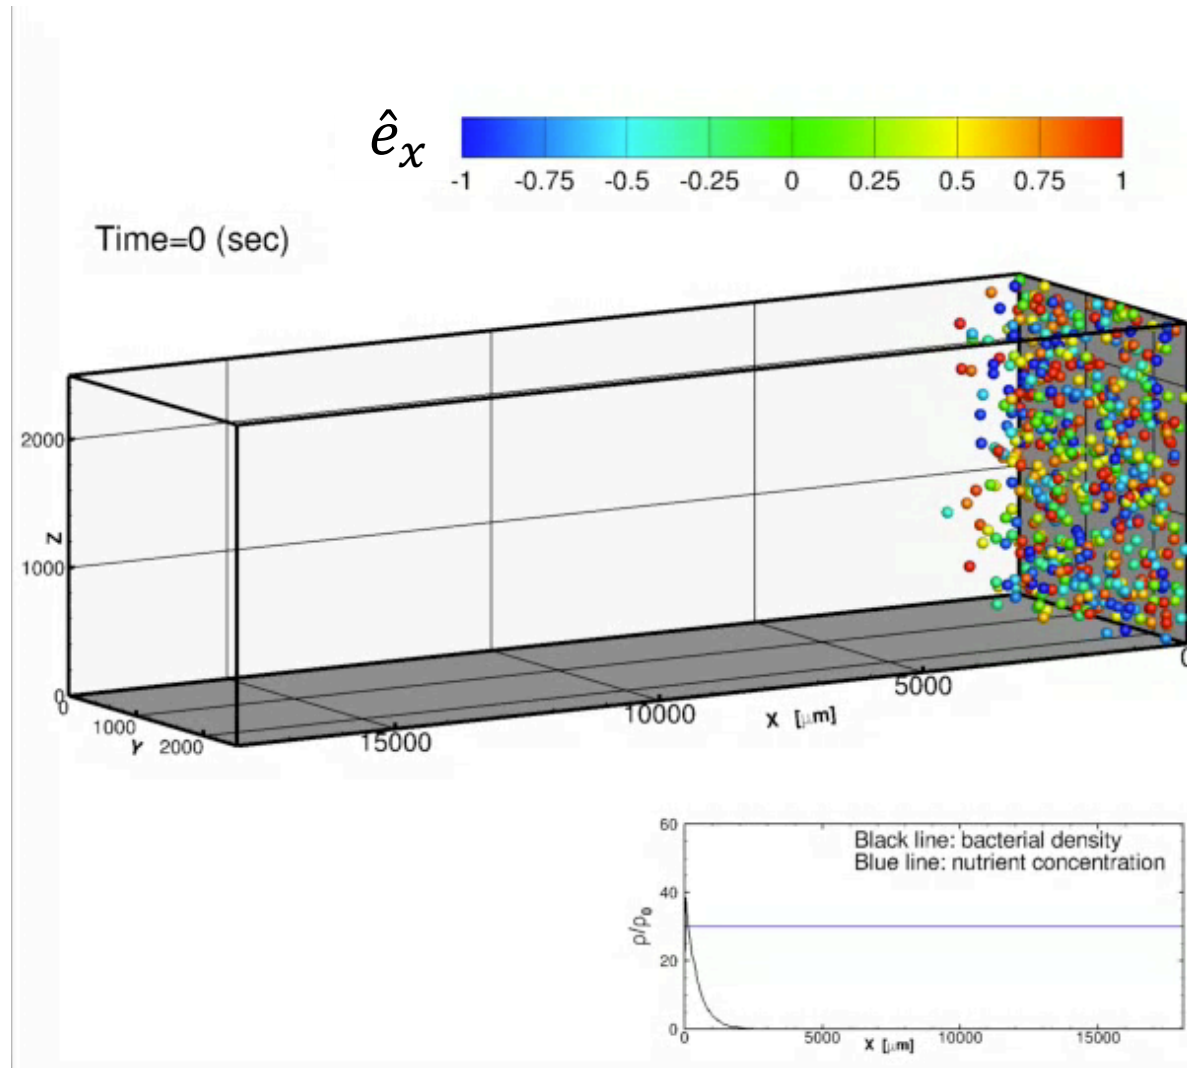 ê_x
-1 -0.75 -0.5 -0.25 0 0.25 0.5 0.75 1
Time=0 (sec)
2000
Z
1000
0
0
1000
Y
2000
15000
10000
X [μm]
5000
0
60
Black line: bacterial density
Blue line: nutrient concentration
40
ρ/ρ₀
20
0
0 5000 10000 15000
X [μm]